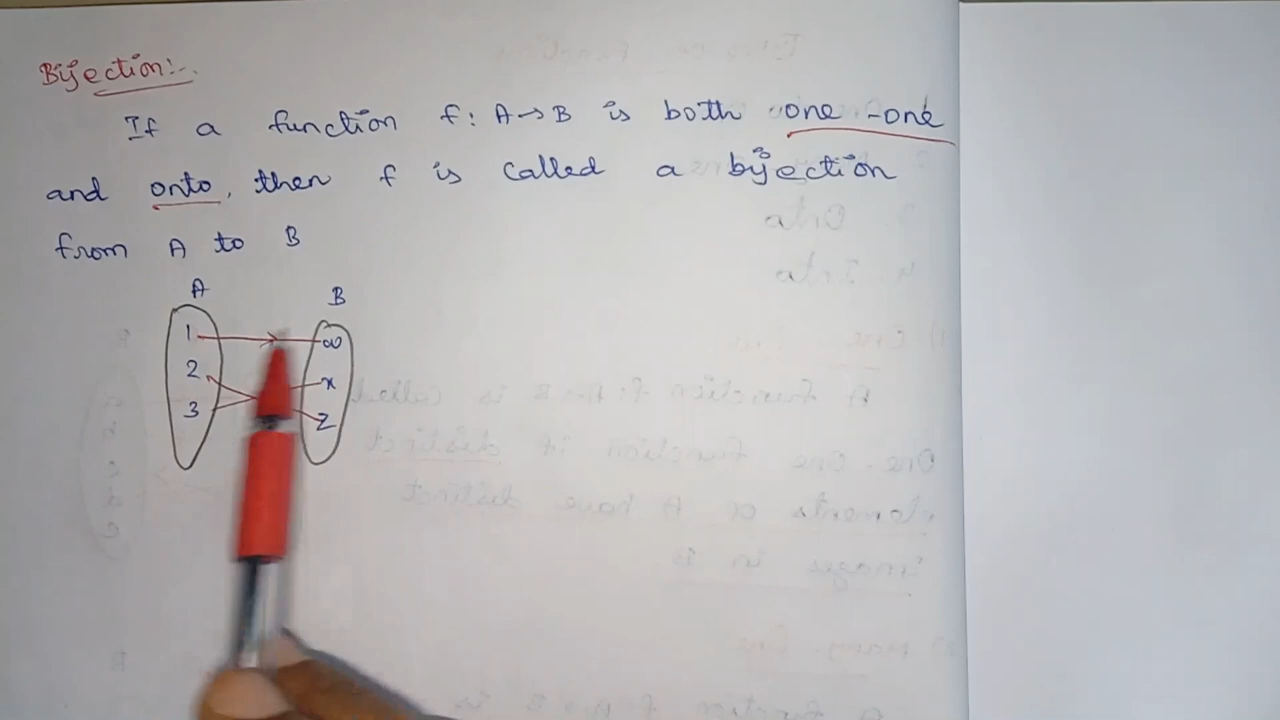 Bijection:-
If a function f: A→B is both one-one
and onto, then f is called a bijection
from A to B
A B
1
2 x
3 z